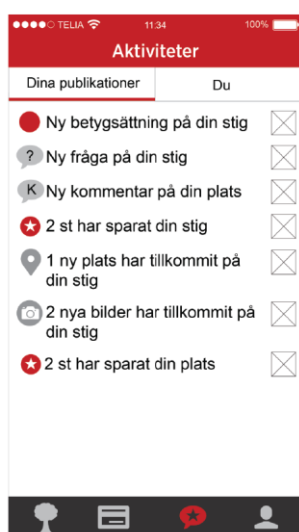 TELIA 11:34 100%
Aktiviteter
Dina publikationer Du
Ny betygsättning på din stig
? Ny fråga på din stig
K Ny kommentar på din plats
2 st har sparat din stig
1 ny plats har tillkommit på
din stig
2 nya bilder har tillkommit på
din stig
2 st har sparat din plats